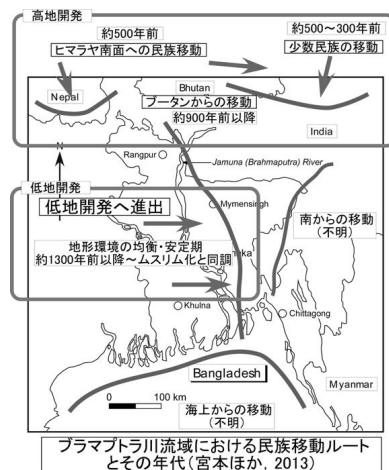 高地開発
約500年前
ヒマラヤ南面への民族移動
約500～300年前
少数民族の移動
Nepal
Bhutan
ブータンからの移動
約900年前以降
India
N
Rangpur
Jamuna (Brahmaputra) River
低地開発
低地開発へ進出
Mymensingh
地形環境の均衡・安定期
約1300年前以降～ムスリム化と同調
南からの移動
(不明)
Khulna
Chittagong
Bangladesh
Myanmar
0 100 km
海上からの移動
(不明)
ブラマプトラ川流域における民族移動ルート
とその年代(宮本ほか, 2013)